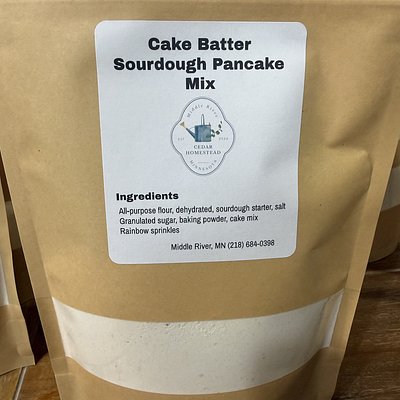 Cake Batter
Sourdough Pancake
Mix
Middle River
CEDAR
HOMESTEAD
MINNESOTA
Ingredients
All-purpose flour, dehydrated, sourdough starter, salt
Granulated sugar, baking powder, cake mix
Rainbow sprinkles
Middle River, MN (218) 684-0398